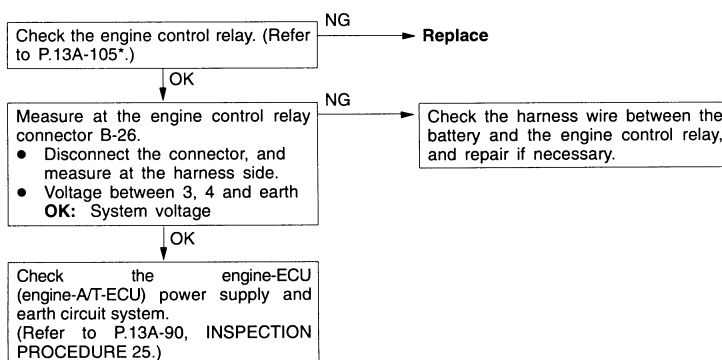 Check the engine control relay. (Refer
to P.13A-105*.)
NG
Replace
OK
Measure at the engine control relay
connector B-26.
● Disconnect the connector, and
measure at the harness side.
● Voltage between 3, 4 and earth
OK: System voltage
NG
Check the harness wire between the
battery and the engine control relay,
and repair if necessary.
OK
Check the engine-ECU
(engine-A/T-ECU) power supply and
earth circuit system.
(Refer to P.13A-90, INSPECTION
PROCEDURE 25.)